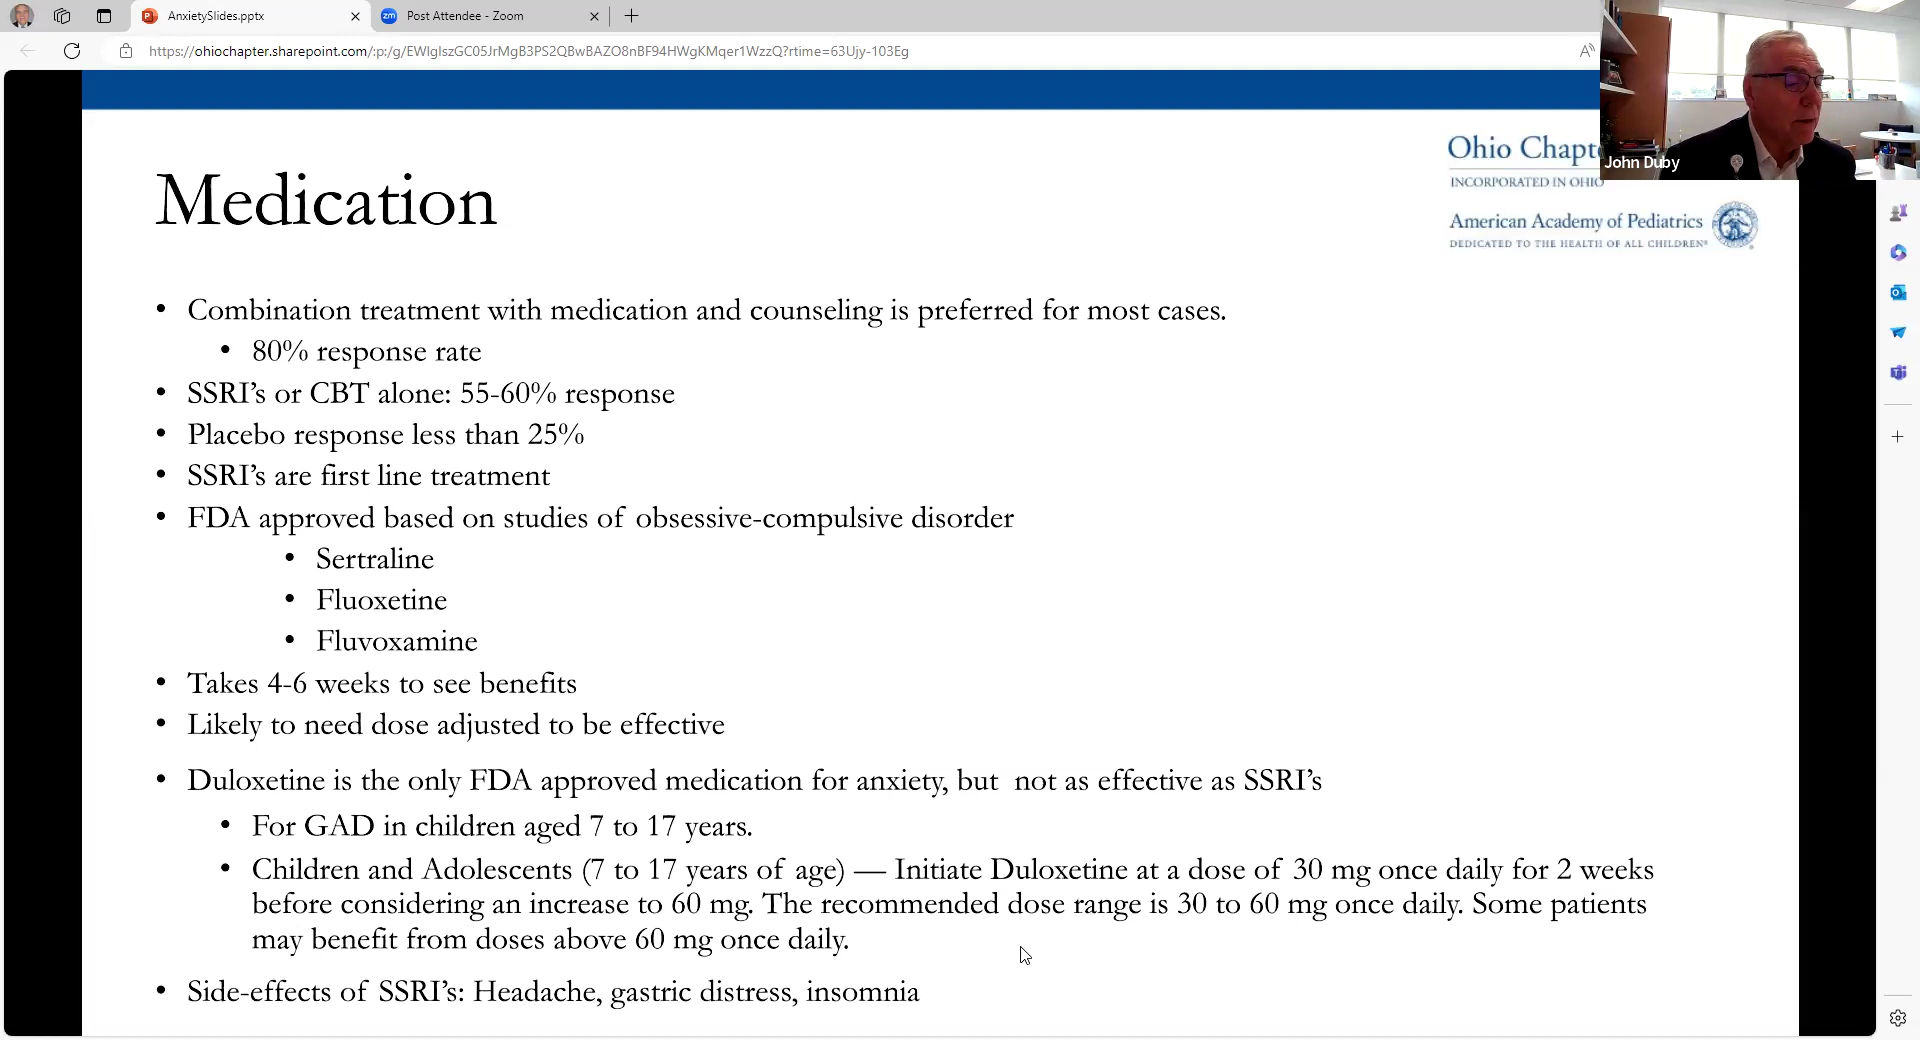 AnxietySlides.pptx
Post Attendee - Zoom
https://ohiochapter.sharepoint.com/:p:/g/EWIgIszGC05JrMgB3PS2QBwBAZO8nBF94HWgKMqer1WzzQ?rtime=63Ujy-103Eg
John Duby
Ohio Chapt
INCORPORATED IN OHIO
American Academy of Pediatrics
DEDICATED TO THE HEALTH OF ALL CHILDREN®
Medication
• Combination treatment with medication and counseling is preferred for most cases.
• 80% response rate
• SSRI’s or CBT alone: 55-60% response
• Placebo response less than 25%
• SSRI’s are first line treatment
• FDA approved based on studies of obsessive-compulsive disorder
• Sertraline
• Fluoxetine
• Fluvoxamine
• Takes 4-6 weeks to see benefits
• Likely to need dose adjusted to be effective
• Duloxetine is the only FDA approved medication for anxiety, but not as effective as SSRI’s
• For GAD in children aged 7 to 17 years.
• Children and Adolescents (7 to 17 years of age) — Initiate Duloxetine at a dose of 30 mg once daily for 2 weeks
before considering an increase to 60 mg. The recommended dose range is 30 to 60 mg once daily. Some patients
may benefit from doses above 60 mg once daily.
• Side-effects of SSRI’s: Headache, gastric distress, insomnia